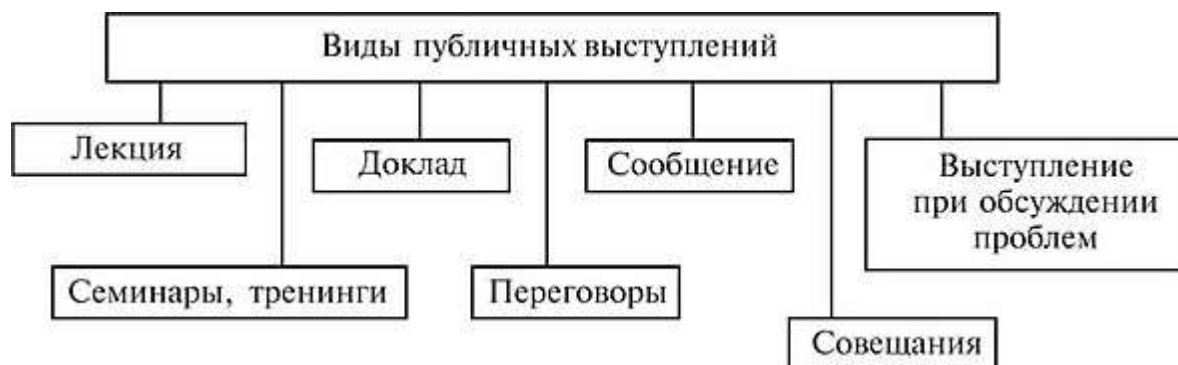 Виды публичных выступлений
Лекция
Доклад
Сообщение
Выступление
при обсуждении
проблем
Семинары, тренинги
Переговоры
Совещания